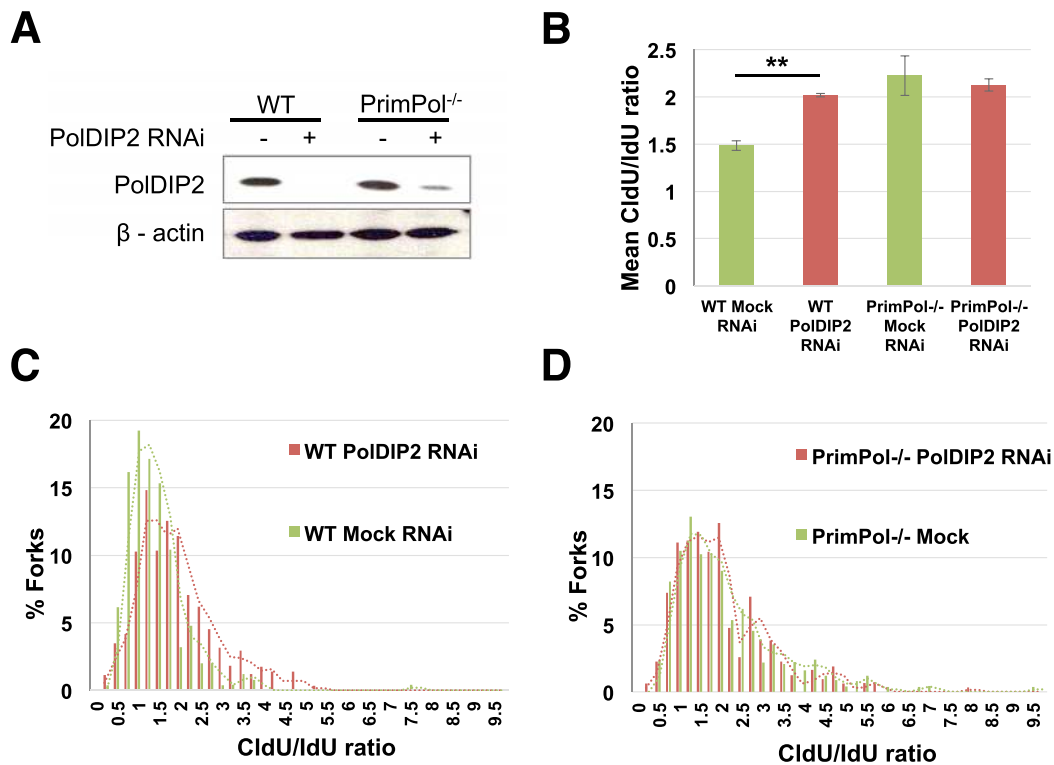 A
WT PrimPol-/-
PolDIP2 RNAi - + - +
PolDIP2
β - actin
B
Mean CldU/IdU ratio
2.5
2
1.5
1
0.5
0
**
WT Mock RNAi
WT PolDIP2 RNAi
PrimPol-/- Mock RNAi
PrimPol-/- PolDIP2 RNAi
C
% Forks
20
15
10
5
0
WT PolDIP2 RNAi
WT Mock RNAi
0 0.5 1 1.5 2 2.5 3 3.5 4 4.5 5 5.5 6 6.5 7 7.5 8 8.5 9 9.5
CldU/IdU ratio
D
% Forks
20
15
10
5
0
PrimPol-/- PolDIP2 RNAi
PrimPol-/- Mock
0 0.5 1 1.5 2 2.5 3 3.5 4 4.5 5 5.5 6 6.5 7 7.5 8 8.5 9 9.5
CldU/IdU ratio